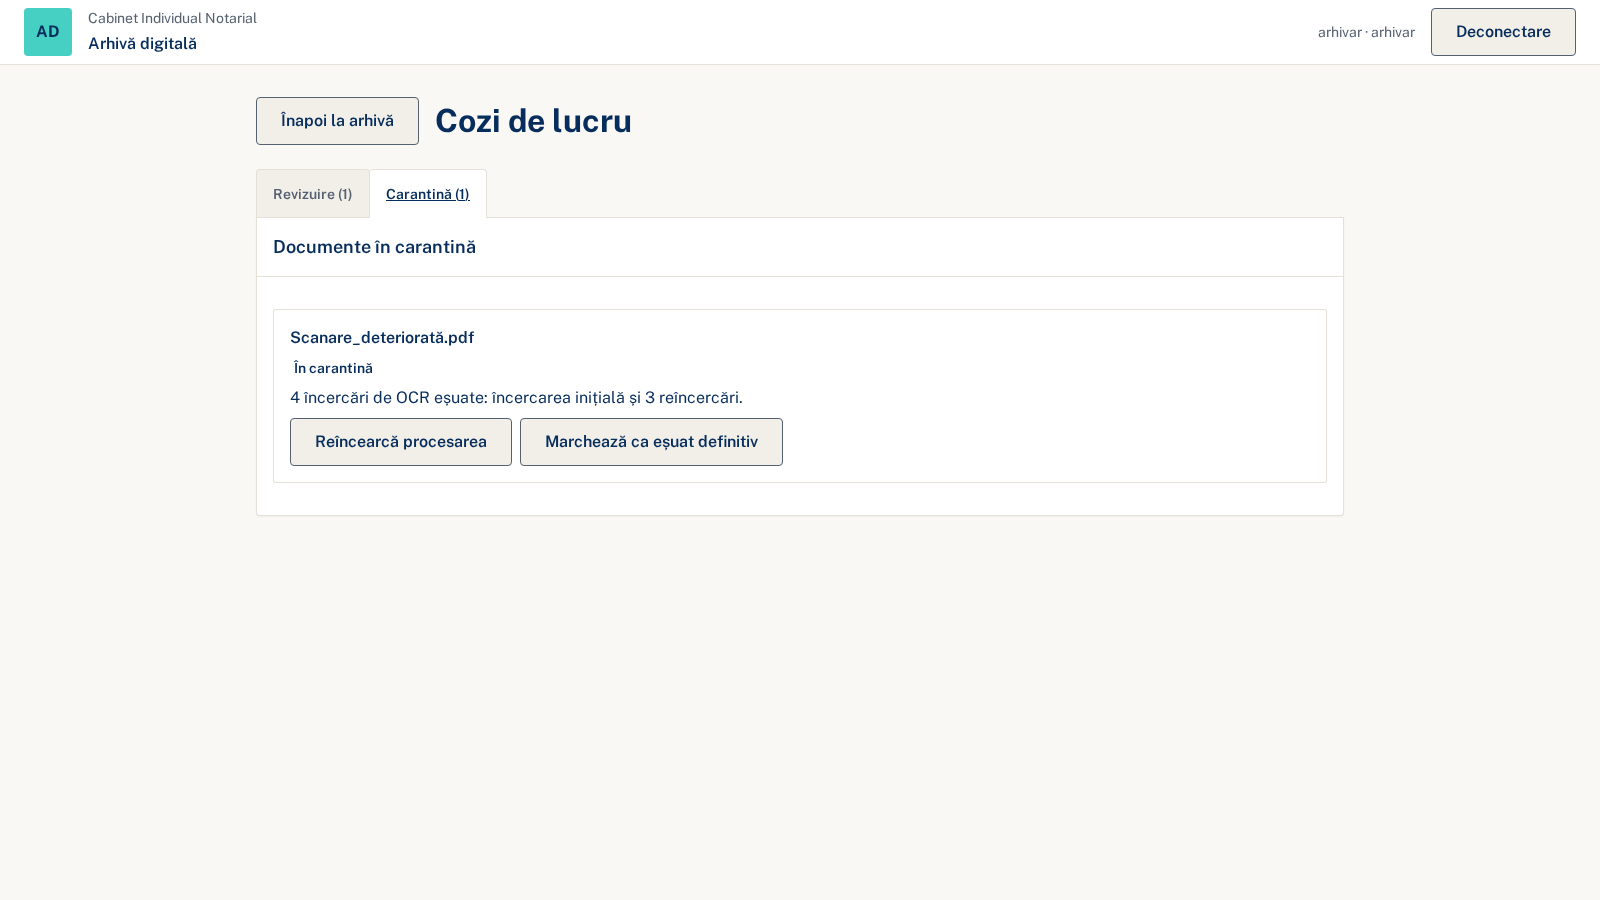 AD
Cabinet Individual Notarial
Arhivă digitală
arhivar · arhivar
Deconectare
Înapoi la arhivă
Cozi de lucru
Revizuire (1)
Carantină (1)
Documente în carantină
Scanare_deteriorată.pdf
În carantină
4 încercări de OCR eșuate: încercarea inițială și 3 reîncercări.
Reîncearcă procesarea
Marchează ca eșuat definitiv